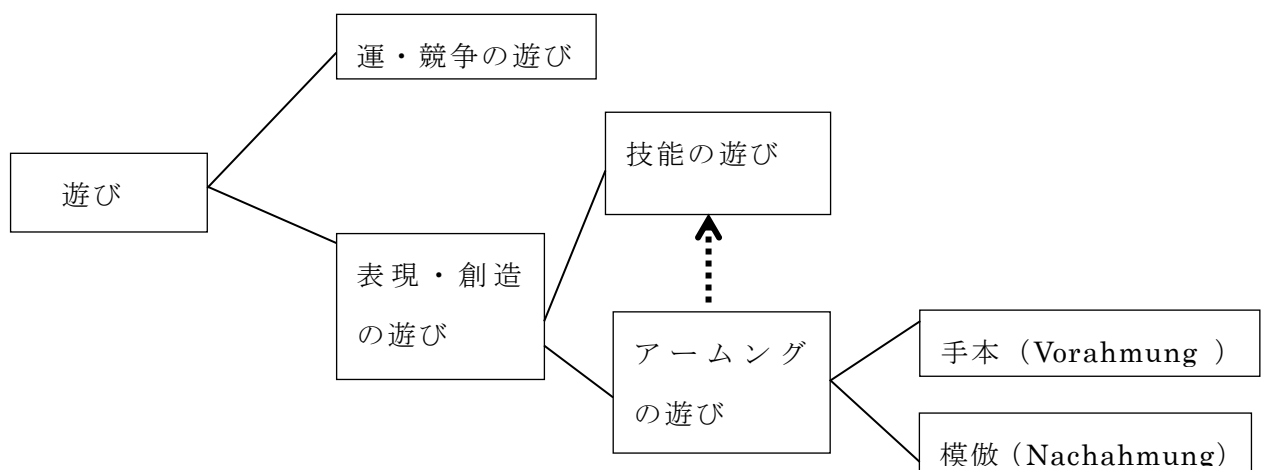 運・競争の遊び
技能の遊び
遊び
表現・創造
の遊び
アームング
の遊び
手本（Vorahmung ）
模倣（Nachahmung）